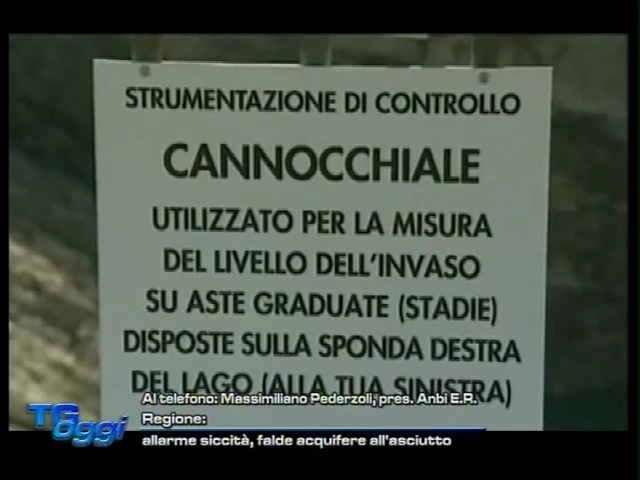 STRUMENTAZIONE DI CONTROLLO
CANNOCCHIALE
UTILIZZATO PER LA MISURA
DEL LIVELLO DELL'INVASO
SU ASTE GRADUATE (STADIE)
DISPOSTE SULLA SPONDA DESTRA
DEL LAGO (ALLA TUA SINISTRA)
Al telefono: Massimiliano Pederzoli, pres. Anbi E.R.
Regione:
allarme siccità, falde acquifere all'asciutto
TG
oggi